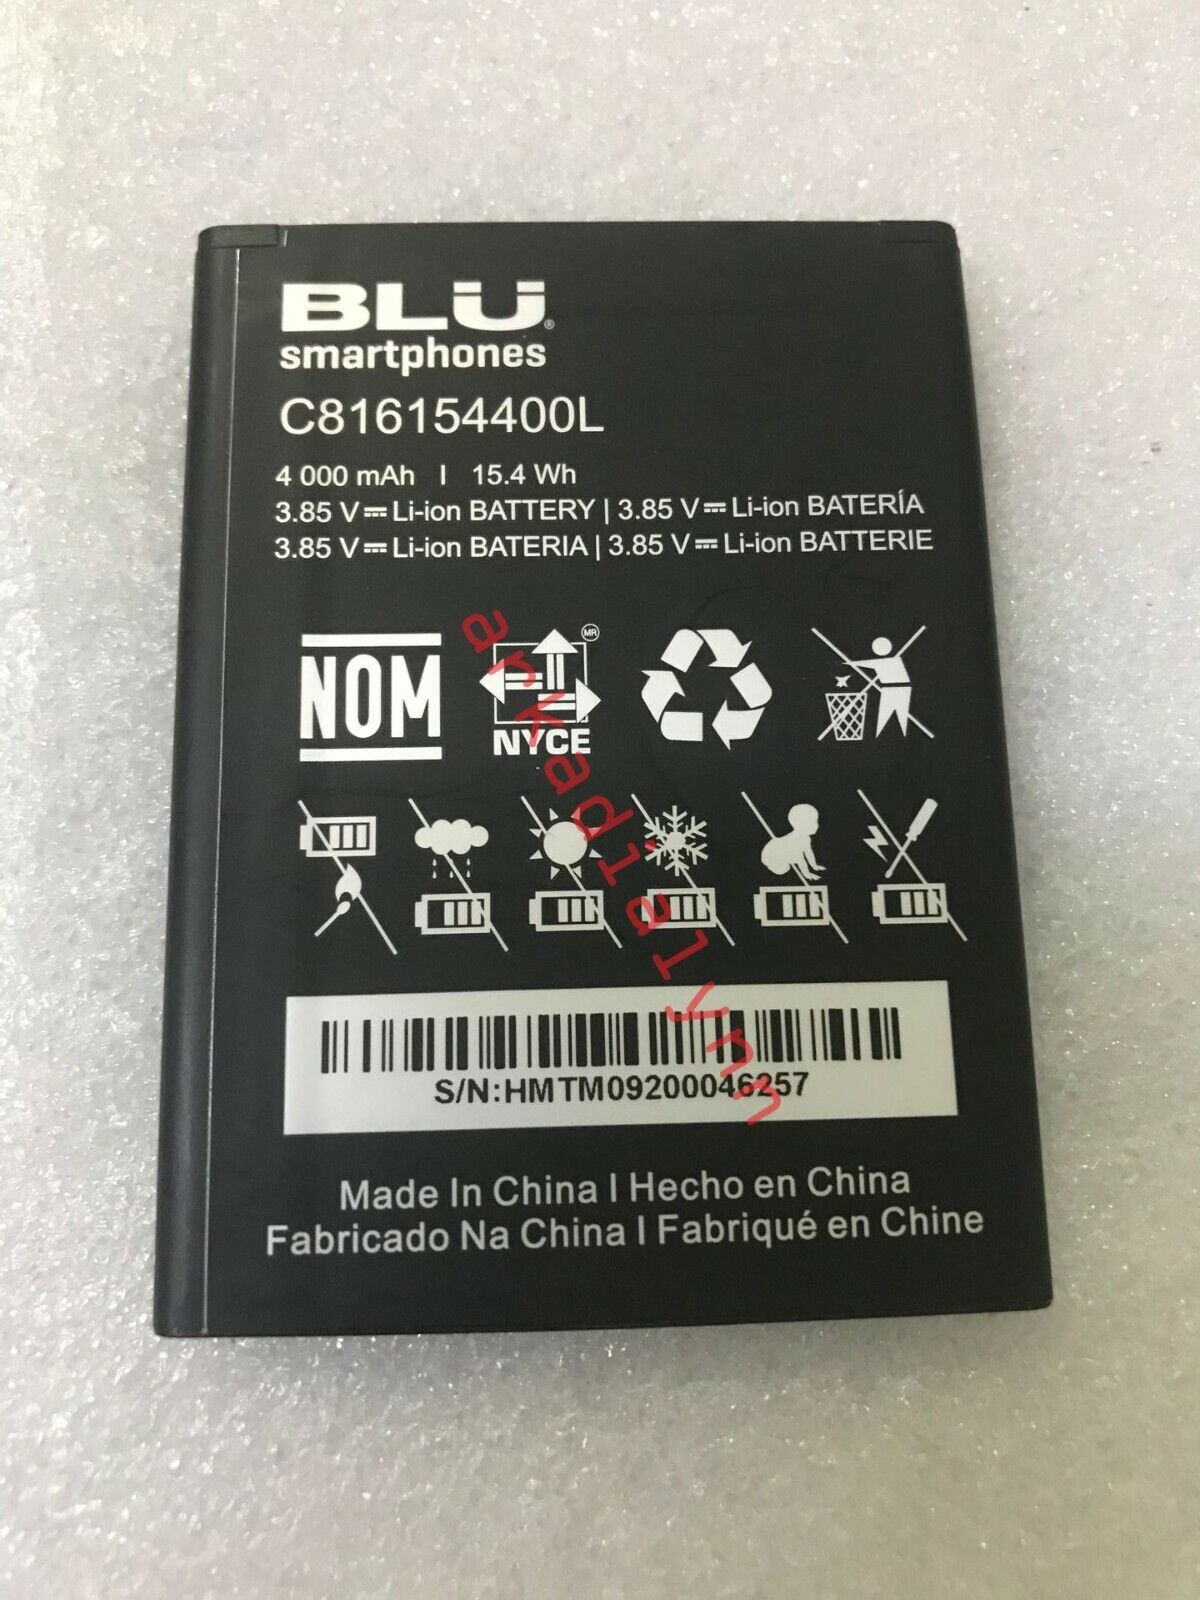 BLU®
smartphones
C816154400L
4 000 mAh I 15.4 Wh
3.85 V⎓Li-ion BATTERY | 3.85 V⎓Li-ion BATERÍA
3.85 V⎓Li-ion BATERIA | 3.85 V⎓Li-ion BATTERIE
NOM
MR
NYCE
arkadialynn
S/N:HMTM09200046257
Made In China I Hecho en China
Fabricado Na China I Fabriqué en Chine